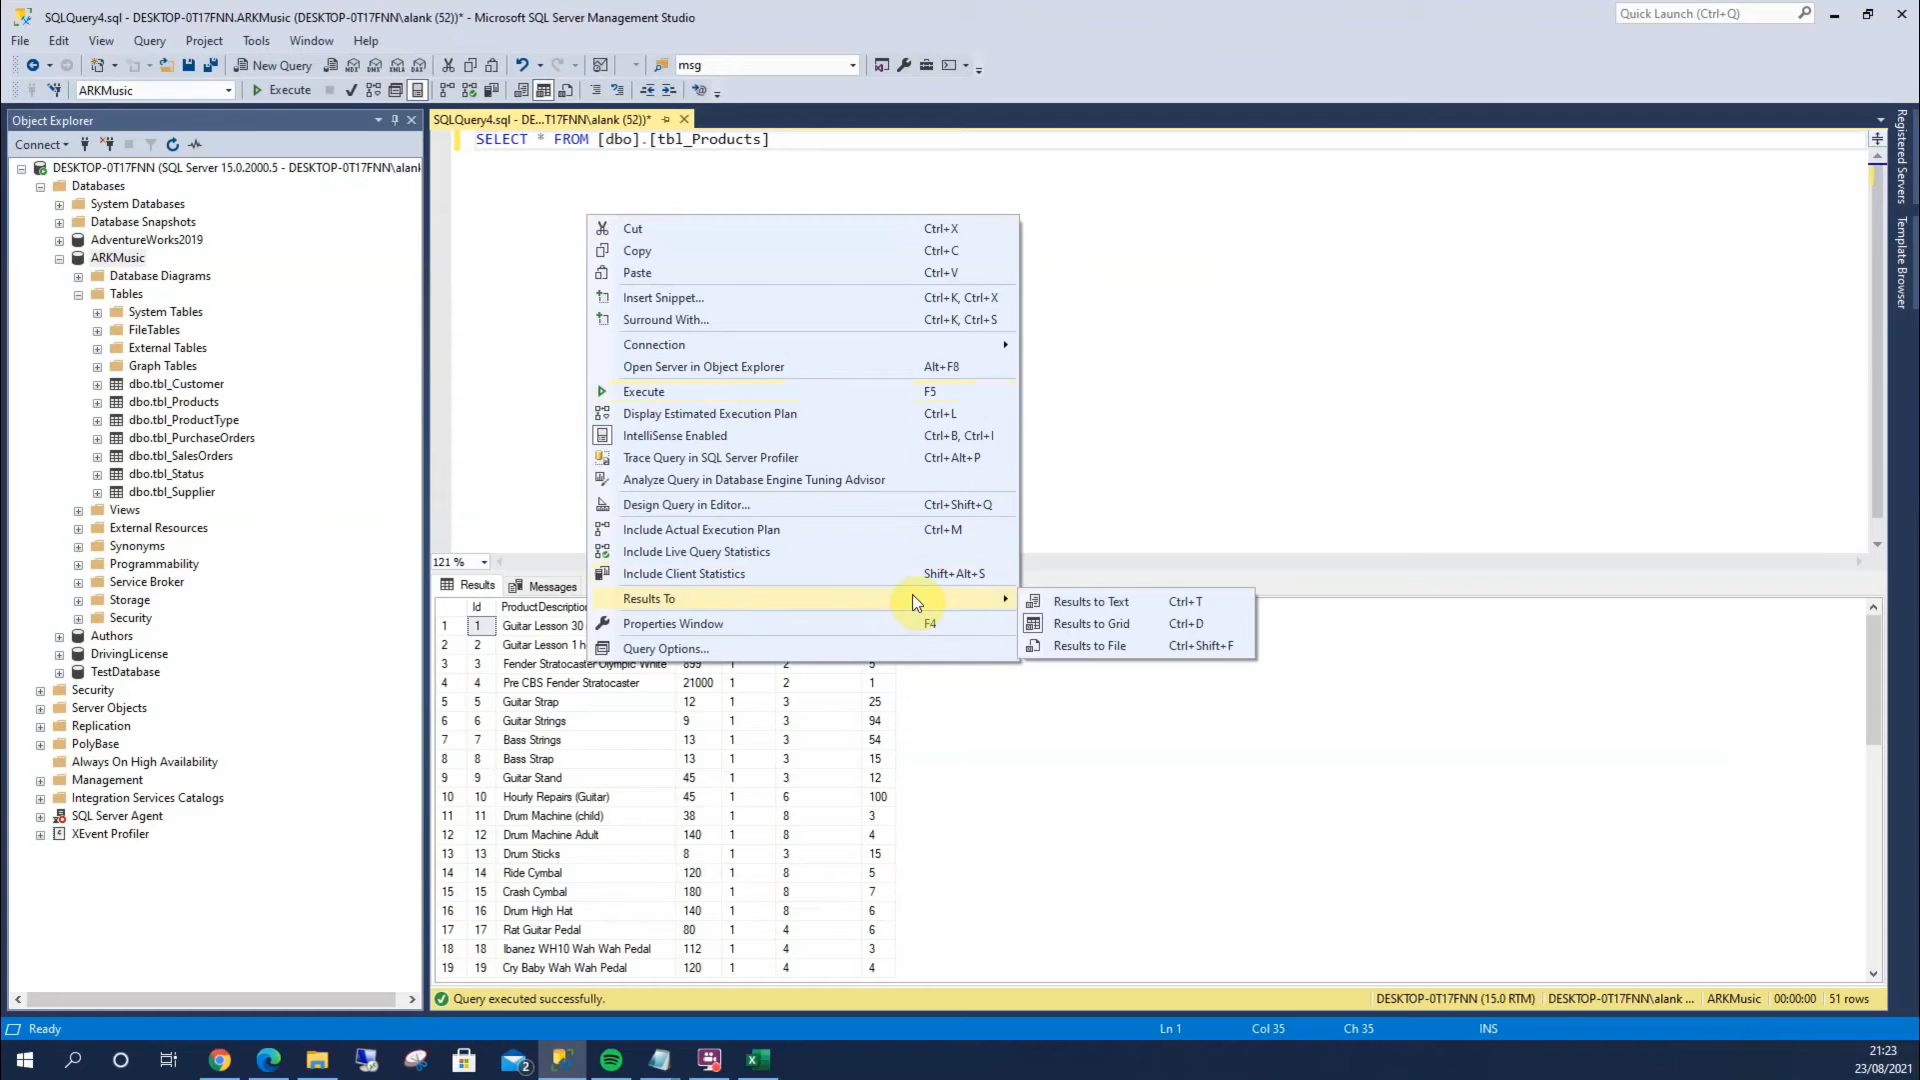 SQLQuery4.sql - DESKTOP-0T17FNN.ARKMusic (DESKTOP-0T17FNN\alank (52))* - Microsoft SQL Server Management Studio
Quick Launch (Ctrl+Q)
File Edit View Query Project Tools Window Help
New Query
MDX DMX XMLA DAX
msg
ARKMusic
Execute
Object Explorer
SQLQuery4.sql - DE...T17FNN\alank (52))*
Connect
SELECT * FROM [dbo].[tbl_Products]
DESKTOP-0T17FNN (SQL Server 15.0.2000.5 - DESKTOP-0T17FNN\alank
Databases
System Databases
Database Snapshots
AdventureWorks2019
ARKMusic
Database Diagrams
Tables
System Tables
FileTables
External Tables
Graph Tables
dbo.tbl_Customer
dbo.tbl_Products
dbo.tbl_ProductType
dbo.tbl_PurchaseOrders
dbo.tbl_SalesOrders
dbo.tbl_Status
dbo.tbl_Supplier
Views
External Resources
Synonyms
Programmability
Service Broker
Storage
Security
Authors
DrivingLicense
TestDatabase
Security
Server Objects
Replication
PolyBase
Always On High Availability
Management
Integration Services Catalogs
SQL Server Agent
XEvent Profiler
Cut Ctrl+X
Copy Ctrl+C
Paste Ctrl+V
Insert Snippet... Ctrl+K, Ctrl+X
Surround With... Ctrl+K, Ctrl+S
Connection
Open Server in Object Explorer Alt+F8
Execute F5
Display Estimated Execution Plan Ctrl+L
IntelliSense Enabled Ctrl+B, Ctrl+I
Trace Query in SQL Server Profiler Ctrl+Alt+P
Analyze Query in Database Engine Tuning Advisor
Design Query in Editor... Ctrl+Shift+Q
Include Actual Execution Plan Ctrl+M
Include Live Query Statistics
Include Client Statistics Shift+Alt+S
Results To
Properties Window F4
Query Options...
Results to Text Ctrl+T
Results to Grid Ctrl+D
Results to File Ctrl+Shift+F
Registered Servers
Template Browser
121 %
Results Messages
Id ProductDescription
1 1 Guitar Lesson 30
2 2 Guitar Lesson 1 h
3 3 Fender Stratocaster Olympic White 899 1 2 5
4 4 Pre CBS Fender Stratocaster 21000 1 2 1
5 5 Guitar Strap 12 1 3 25
6 6 Guitar Strings 9 1 3 94
7 7 Bass Strings 13 1 3 54
8 8 Bass Strap 13 1 3 15
9 9 Guitar Stand 45 1 3 12
10 10 Hourly Repairs (Guitar) 45 1 6 100
11 11 Drum Machine (child) 38 1 8 3
12 12 Drum Machine Adult 140 1 8 4
13 13 Drum Sticks 8 1 3 15
14 14 Ride Cymbal 120 1 8 5
15 15 Crash Cymbal 180 1 8 7
16 16 Drum High Hat 140 1 8 6
17 17 Rat Guitar Pedal 80 1 4 6
18 18 Ibanez WH10 Wah Wah Pedal 112 1 4 3
19 19 Cry Baby Wah Wah Pedal 120 1 4 4
Query executed successfully.
DESKTOP-0T17FNN (15.0 RTM) DESKTOP-0T17FNN\alank ... ARKMusic 00:00:00 51 rows
Ready
Ln 1 Col 35 Ch 35 INS
2
21:23
23/08/2021